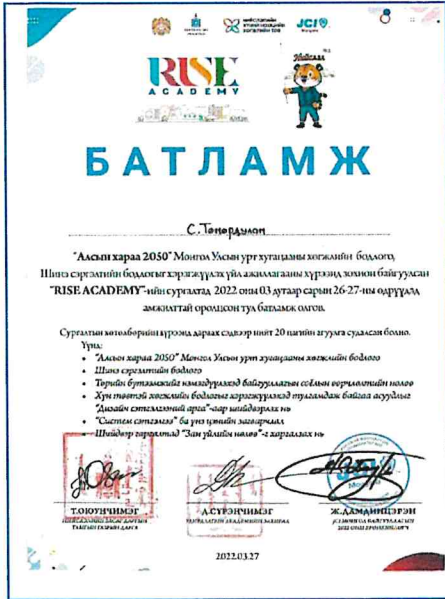 JCI
RISE
ACADEMY
БАТЛАМЖ
"Алсын хараа 2050" Монгол Улсын урт хугацааны хөгжлийн бодлого,
Шинэ сэргэлтийн бодлогыг хэрэгжүүлэх үйл ажиллагааны хүрээнд зохион байгуулсан
"RISE ACADEMY"-ийн сургалтад 2022 оны 03 дугаар сарын 26-27-ны өдрүүдэд
амжилттай оролцсон тул батламж олгов.
Сургалтын хөтөлбөрийн хүрээнд дараах сэдвээр нийт 20 цагийн агуулга судалсан болно.
Үүнд:
• "Алсын хараа 2050" Монгол Улсын урт хугацааны хөгжлийн бодлого
• Шинэ сэргэлтийн бодлого
• Төрийн бүтээмжийг нэмэгдүүлэхэд байгууллагын соёлын өөрчлөлтийн нөлөө
• Хүн төвтэй хөгжлийн бодлогыг хэрэгжүүлэхэд тулгамдаж байгаа асуудлыг
"Дизайн сэтгэлгээний арга"-аар шийдвэрлэх нь
• "Систем сэтгэлгээ" ба үнэ цэнийн загварчлал
• Шийдвэр гаргалтад "Зан үйлийн нөлөө"-г харгалзах нь
Т.ОЮУНЧИМЭГ
Д.СҮРЭНЧИМЭГ
Ж.ДАМДИНЦЭРЭН
2022.03.27